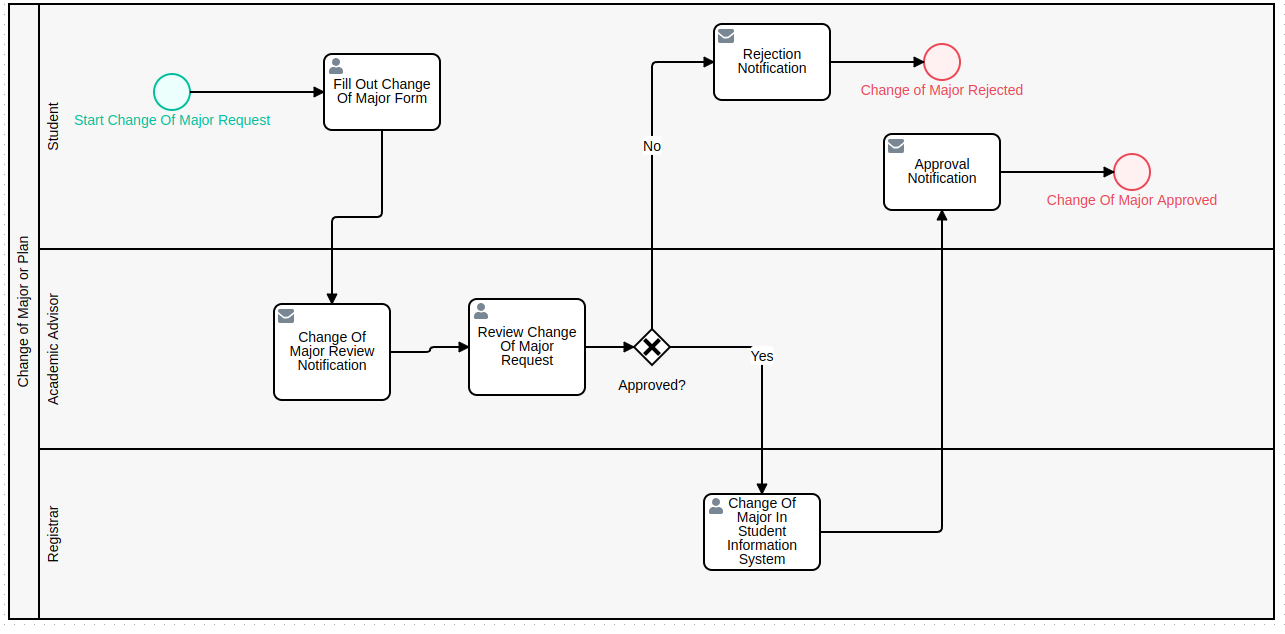 Change of Major or Plan
Student
Start Change Of Major Request
Fill Out Change
Of Major Form
No
Rejection
Notification
Change of Major Rejected
Approval
Notification
Change Of Major Approved
Academic Advisor
Change Of
Major Review
Notification
Review Change
Of Major
Request
Approved?
Yes
Registrar
Change Of
Major In
Student
Information
System